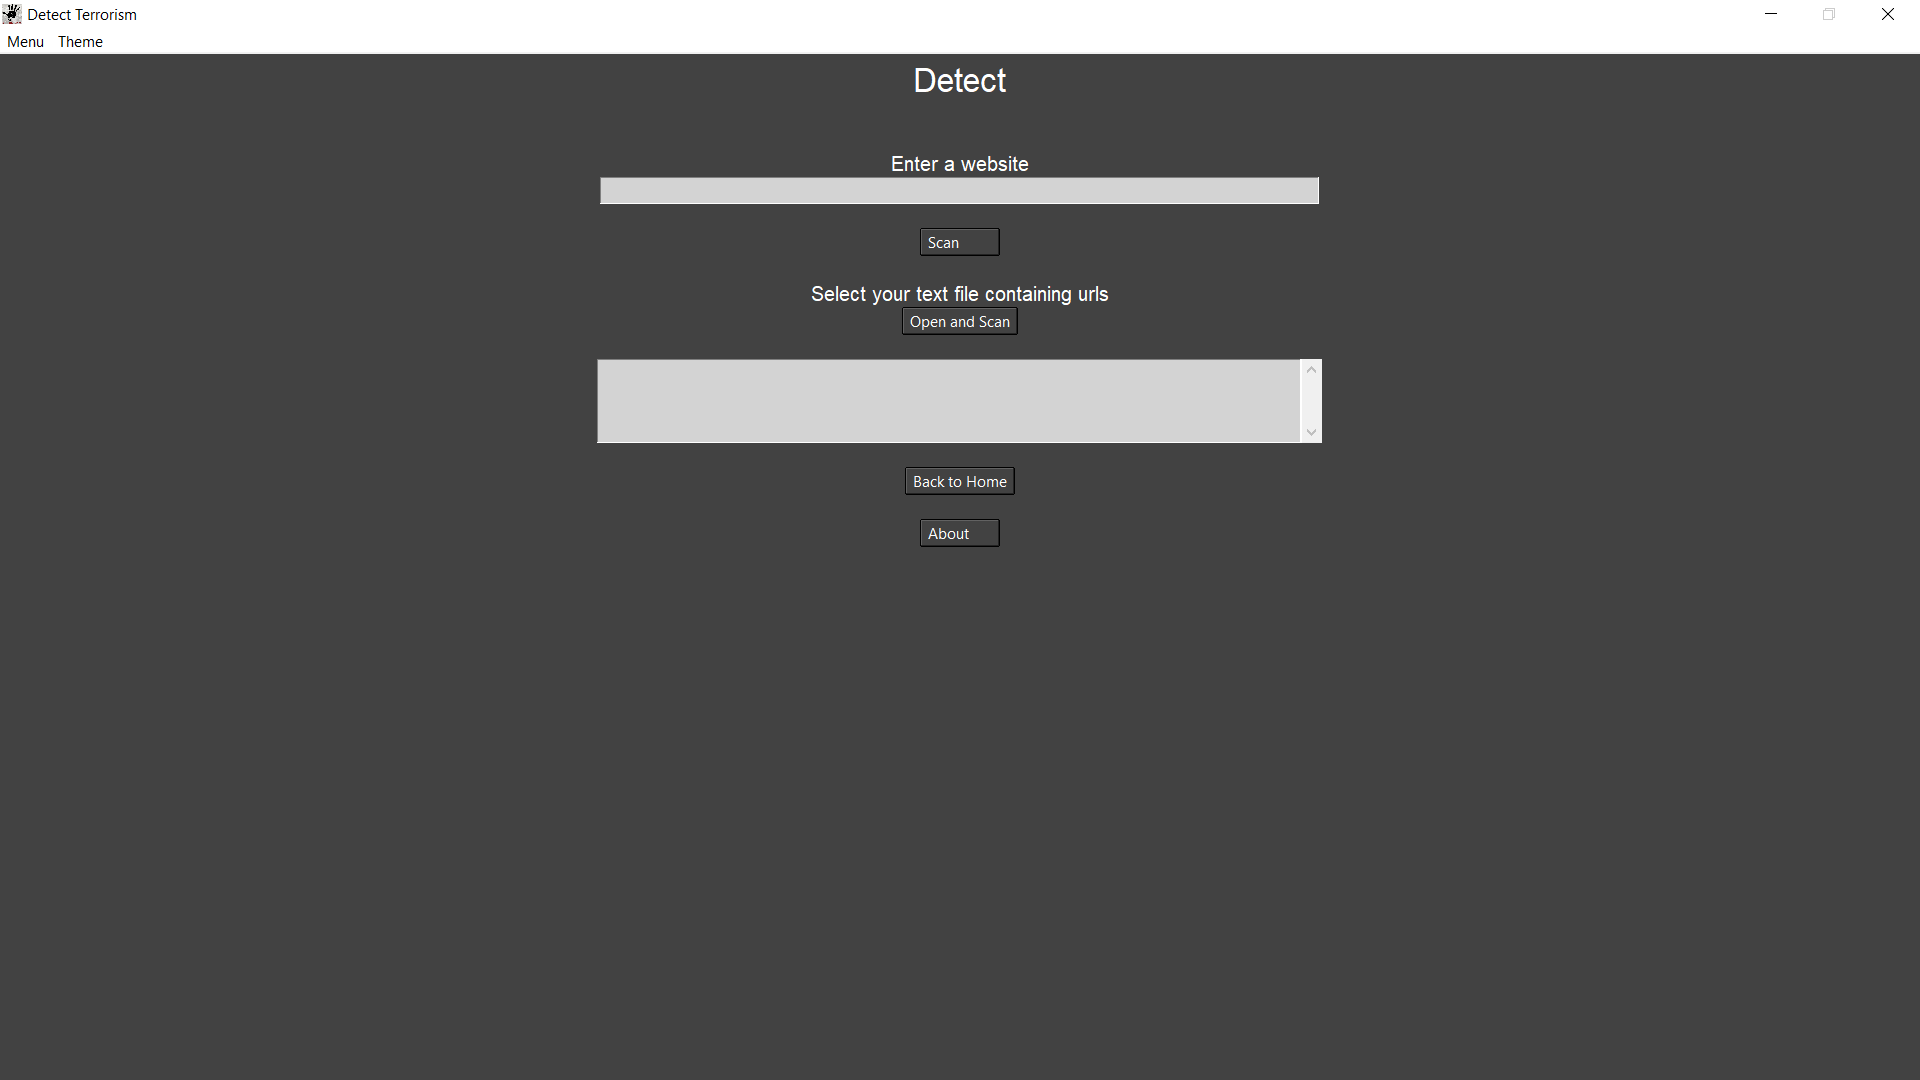 Detect Terrorism
Menu Theme
Detect
Enter a website
Scan
Select your text file containing urls
Open and Scan
Back to Home
About